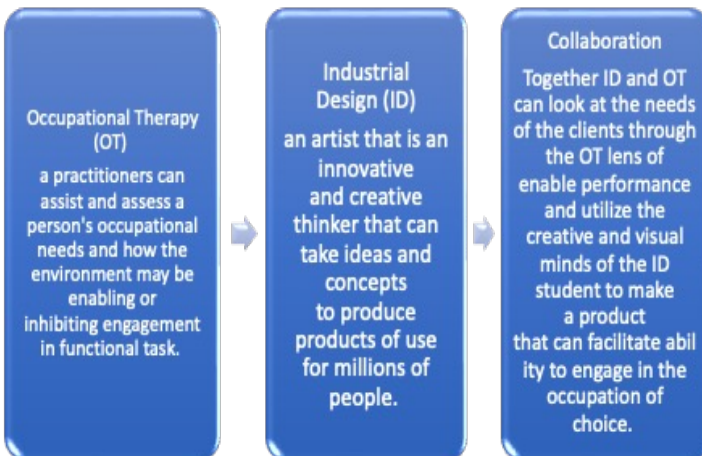 Occupational Therapy
(OT)
a practitioners can
assist and assess a
person's occupational
needs and how the
environment may be
enabling or
inhibiting engagement
in functional task.
Industrial
Design (ID)
an artist that is an
innovative
and creative
thinker that can
take ideas and
concepts
to produce
products of use
for millions of
people.
Collaboration
Together ID and OT
can look at the needs
of the clients through
the OT lens of
enable performance
and utilize the
creative and visual
minds of the ID
student to make
a product
that can facilitate abil
ity to engage in the
occupation of
choice.